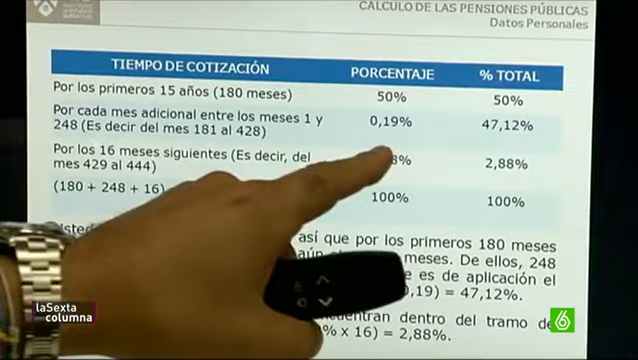 CÁLCULO DE LAS PENSIONES PÚBLICAS
Datos Personales
TIEMPO DE COTIZACIÓN PORCENTAJE % TOTAL
Por los primeros 15 años (180 meses) 50% 50%
Por cada mes adicional entre los meses 1 y
248 (Es decir del mes 181 al 428) 0,19% 47,12%
Por los 16 meses siguientes (Es decir, del
mes 429 al 444) 8% 2,88%
(180 + 248 + 16) 100% 100%
así que por los primeros 180 meses
meses. De ellos, 248
e es de aplicación el
0,19) = 47,12%.
dentro del tramo de
% x 16) = 2,88%.
laSexta
columna
6